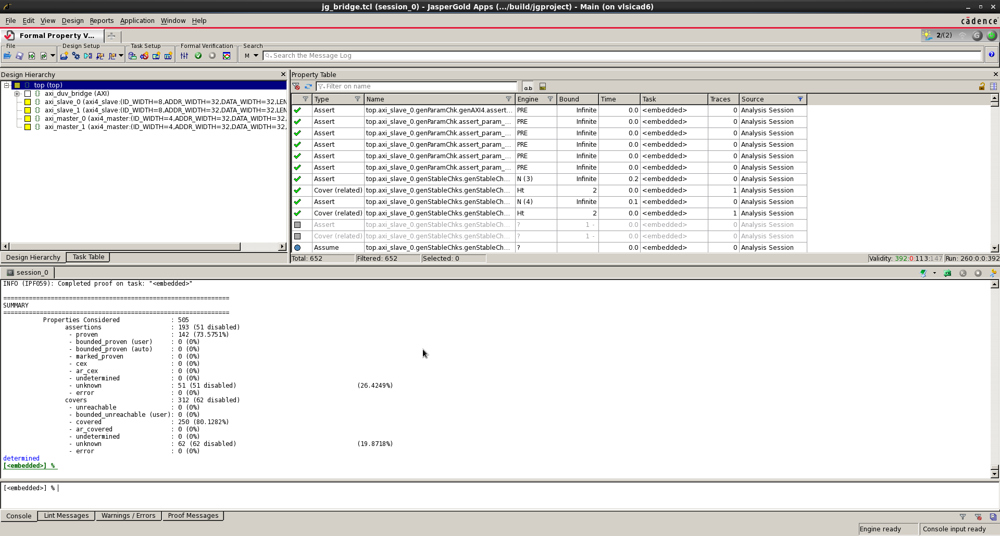 jg_bridge.tcl (session_0) - JasperGold Apps (.../build/jgproject) - Main (on vlsicad6)
File Edit View Design Reports Application Window Help
cādence
Formal Property V...
2/(2)
File Design Setup Task Setup Formal Verification Search
M Search the Message Log
Design Hierarchy
top (top)
axi_duv_bridge (AXI)
axi_slave_0 (axi4_slave:(ID_WIDTH=8,ADDR_WIDTH=32,DATA_WIDTH=32,LEN
axi_slave_1 (axi4_slave:(ID_WIDTH=8,ADDR_WIDTH=32,DATA_WIDTH=32,LEN
axi_master_0 (axi4_master:(ID_WIDTH=4,ADDR_WIDTH=32,DATA_WIDTH=32,
axi_master_1 (axi4_master:(ID_WIDTH=4,ADDR_WIDTH=32,DATA_WIDTH=32,
Design Hierarchy Task Table
Property Table
Filter on name a.b
Type Name Engine Bound Time Task Traces Source
Assert top.axi_slave_0.genParamChk.genAXI4.assert... PRE Infinite 0.0 <embedded> 0 Analysis Session
Assert top.axi_slave_0.genParamChk.assert_param_... PRE Infinite 0.0 <embedded> 0 Analysis Session
Assert top.axi_slave_0.genParamChk.assert_param_... PRE Infinite 0.0 <embedded> 0 Analysis Session
Assert top.axi_slave_0.genParamChk.assert_param_... PRE Infinite 0.0 <embedded> 0 Analysis Session
Assert top.axi_slave_0.genParamChk.assert_param_... PRE Infinite 0.0 <embedded> 0 Analysis Session
Assert top.axi_slave_0.genParamChk.assert_param_... PRE Infinite 0.0 <embedded> 0 Analysis Session
Assert top.axi_slave_0.genStableChks.genStableCh... N (3) Infinite 0.2 <embedded> 0 Analysis Session
Cover (related) top.axi_slave_0.genStableChks.genStableCh... Ht 2 0.0 <embedded> 1 Analysis Session
Assert top.axi_slave_0.genStableChks.genStableCh... N (4) Infinite 0.1 <embedded> 0 Analysis Session
Cover (related) top.axi_slave_0.genStableChks.genStableCh... Ht 2 0.0 <embedded> 1 Analysis Session
Assert top.axi_slave_0.genStableChks.genStableCh... ? 1 - 0.0 <embedded> 0 Analysis Session
Cover (related) top.axi_slave_0.genStableChks.genStableCh... ? 1 - 0.0 <embedded> 0 Analysis Session
Assume top.axi_slave_0.genStableChks.genStableCh... ? 0.0 <embedded> 0 Analysis Session
Total: 652 Filtered: 652 Selected: 0 Validity: 392:0:113:147 Run: 260:0:0:392
session_0
INFO (IPF059): Completed proof on task: "<embedded>"
==============================================================
SUMMARY
==============================================================
Properties Considered : 505
assertions : 193 (51 disabled)
- proven : 142 (73.5751%)
- bounded_proven (user) : 0 (0%)
- bounded_proven (auto) : 0 (0%)
- marked_proven : 0 (0%)
- cex : 0 (0%)
- ar_cex : 0 (0%)
- undetermined : 0 (0%)
- unknown : 51 (51 disabled) (26.4249%)
- error : 0 (0%)
covers : 312 (62 disabled)
- unreachable : 0 (0%)
- bounded_unreachable (user): 0 (0%)
- covered : 250 (80.1282%)
- ar_covered : 0 (0%)
- undetermined : 0 (0%)
- unknown : 62 (62 disabled) (19.8718%)
- error : 0 (0%)
determined
[<embedded>] %
[<embedded>] %
Console Lint Messages Warnings / Errors Proof Messages
Engine ready Console input ready